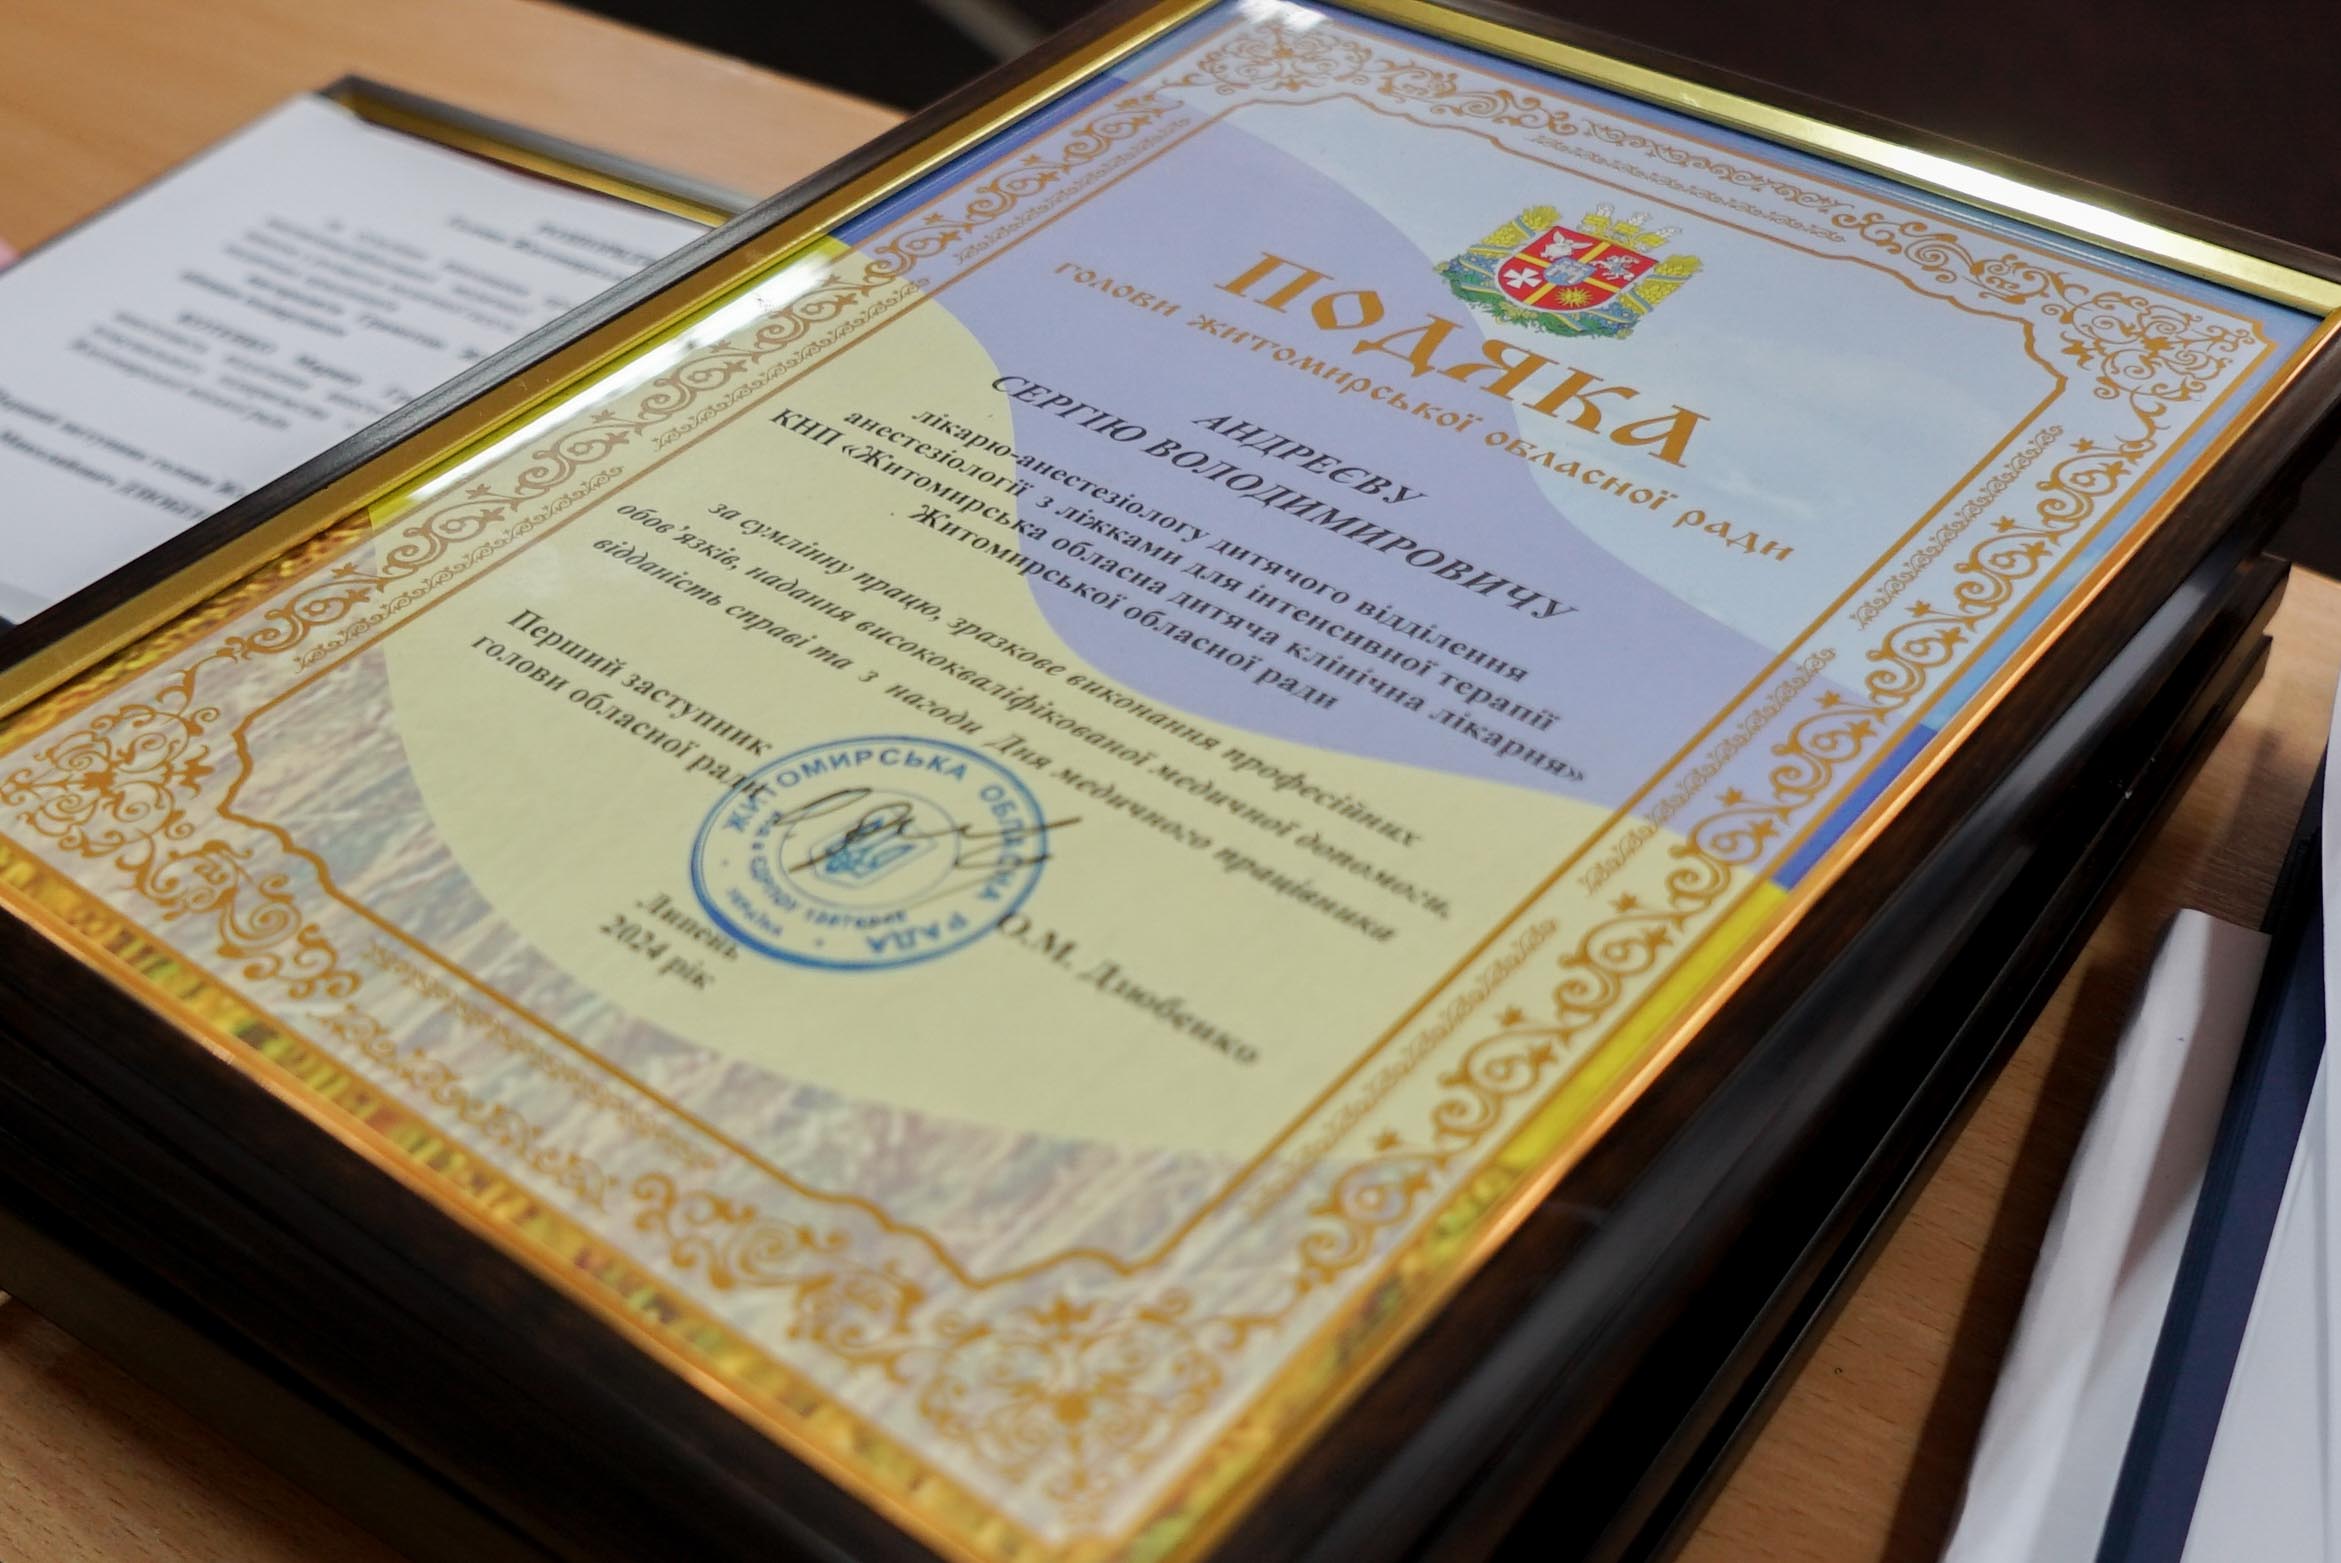 ПОДЯКА
голови житомирської обласної ради
АНДРЕЄВУ
СЕРГІЮ ВОЛОДИМИРОВИЧУ
лікарю-анестезіологу дитячого відділення
анестезіології з ліжками для інтенсивної терапії
КНП «Житомирська обласна дитяча клінічна лікарня»
Житомирської обласної ради
за сумлінну працю, зразкове виконання професійних
обов’язків, надання висококваліфікованої медичної допомоги,
відданість справі та з нагоди Дня медичного працівника
Перший заступник
голови обласної ради
О.М. Дзюбенко
ЖИТОМИРСЬКА ОБЛАСНА РАДА
Україна
Липень
2024 рік